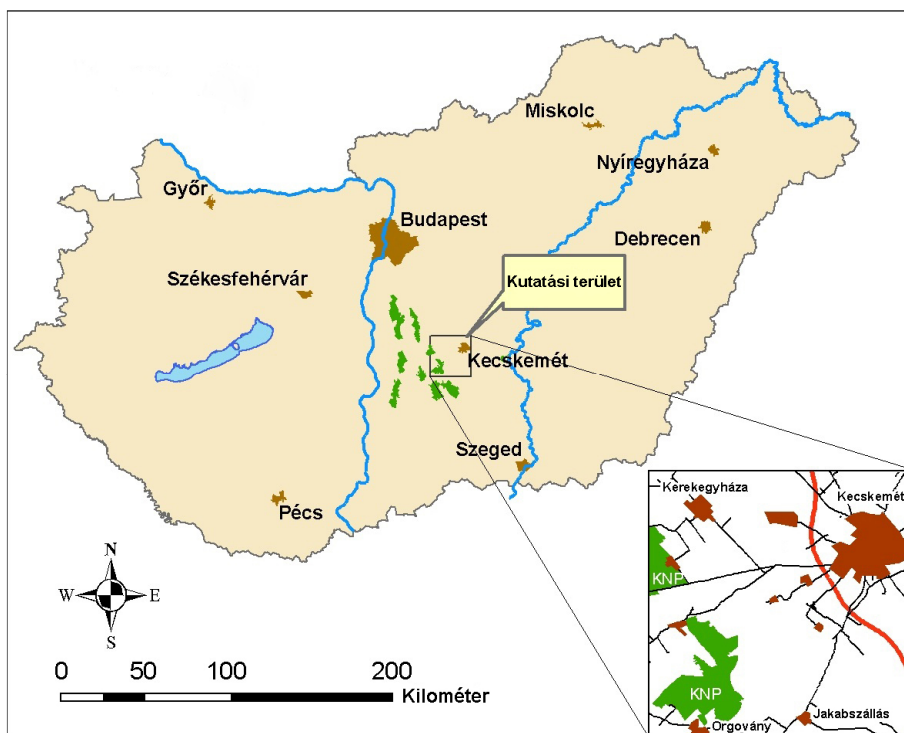 Miskolc
Nyíregyháza
Győr
Budapest
Debrecen
Székesfehérvár
Kutatási terület
Kecskemét
Szeged
Pécs
Kerekegyháza
Kecskemét
KNP
KNP
Jakabszállás
Orgovány
N
W E
S
0 50 100 200
Kilométer